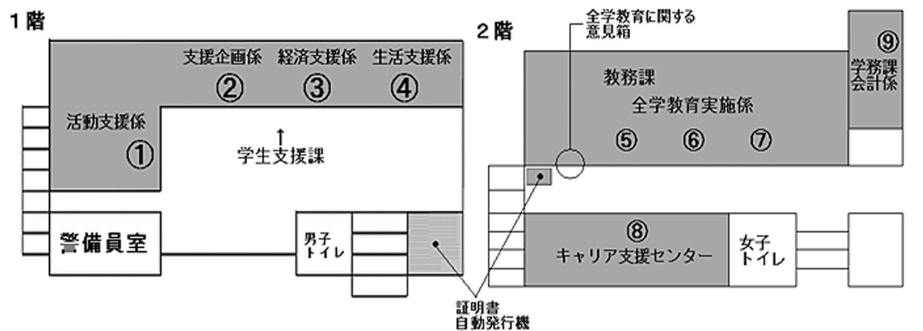 1階
支援企画係
②
経済支援係
③
生活支援係
④
活動支援係
①
↑
学生支援課
警備員室
男子
トイレ
証明書
自動発行機
2階
全学教育に関する
意見箱
教務課
全学教育実施係
⑤ ⑥ ⑦
⑨
学務課
会計係
⑧
キャリア支援センター
女子
トイレ